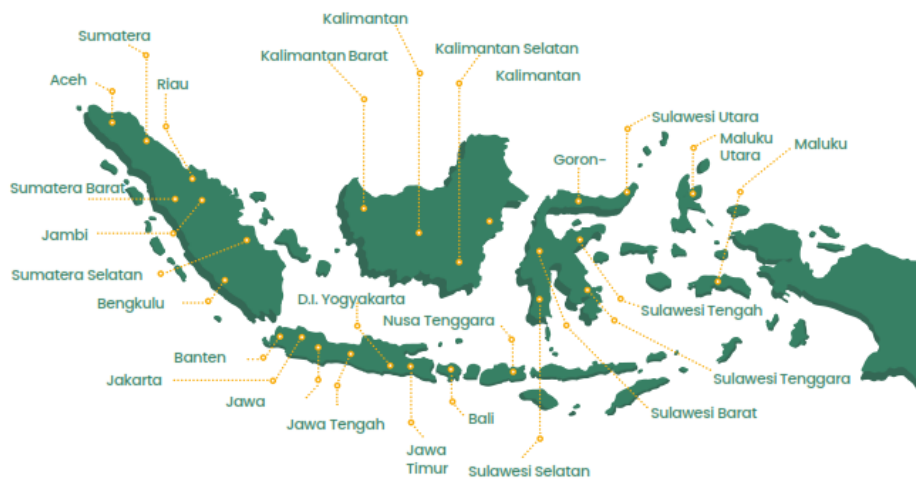 Kalimantan
Sumatera
Kalimantan Barat
Kalimantan Selatan
Kalimantan
Aceh
Riau
Sulawesi Utara
Maluku
Utara
Maluku
Goron-
Sumatera Barat
Jambi
Sumatera Selatan
Bengkulu
D.I. Yogyakarta
Nusa Tenggara
Sulawesi Tengah
Banten
Jakarta
Jawa
Jawa Tengah
Bali
Jawa
Timur
Sulawesi Tenggara
Sulawesi Barat
Sulawesi Selatan